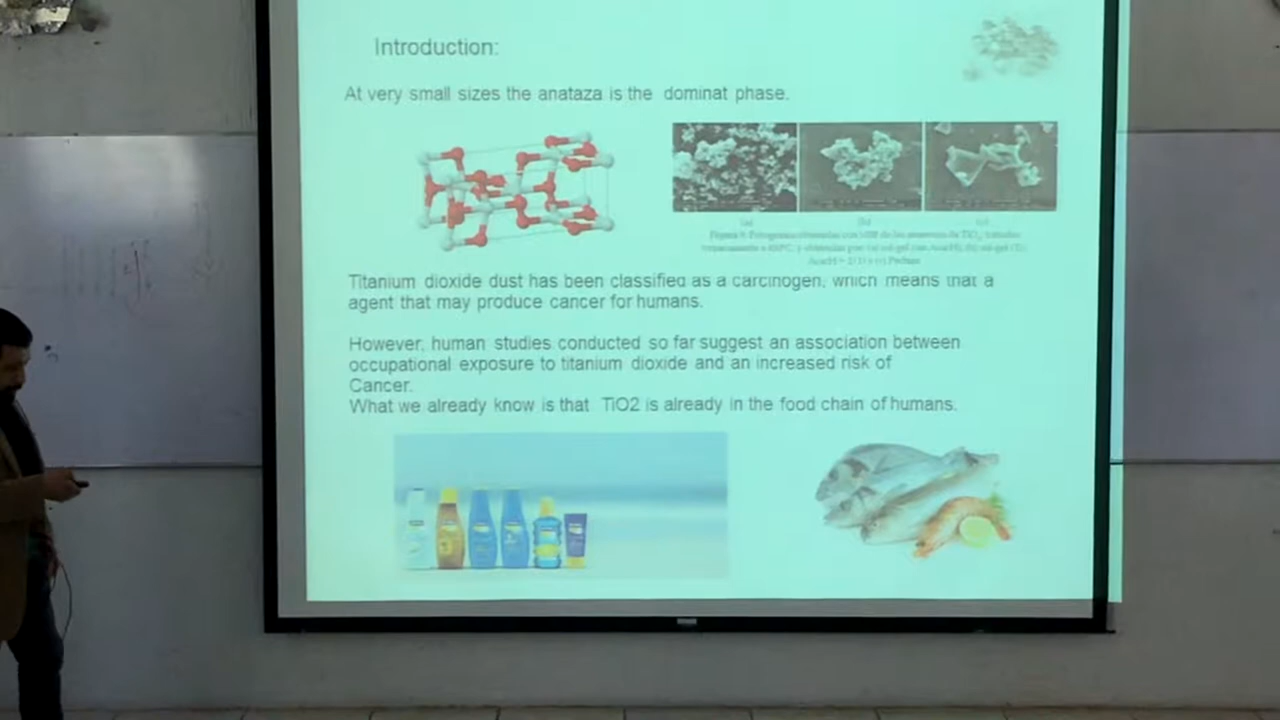 Introduction:
At very small sizes the anataza is the dominat phase.
(a) (b) (c)
Titanium dioxide dust has been classified as a carcinogen, which means that a
agent that may produce cancer for humans.
However, human studies conducted so far suggest an association between
occupational exposure to titanium dioxide and an increased risk of
Cancer.
What we already know is that TiO2 is already in the food chain of humans.